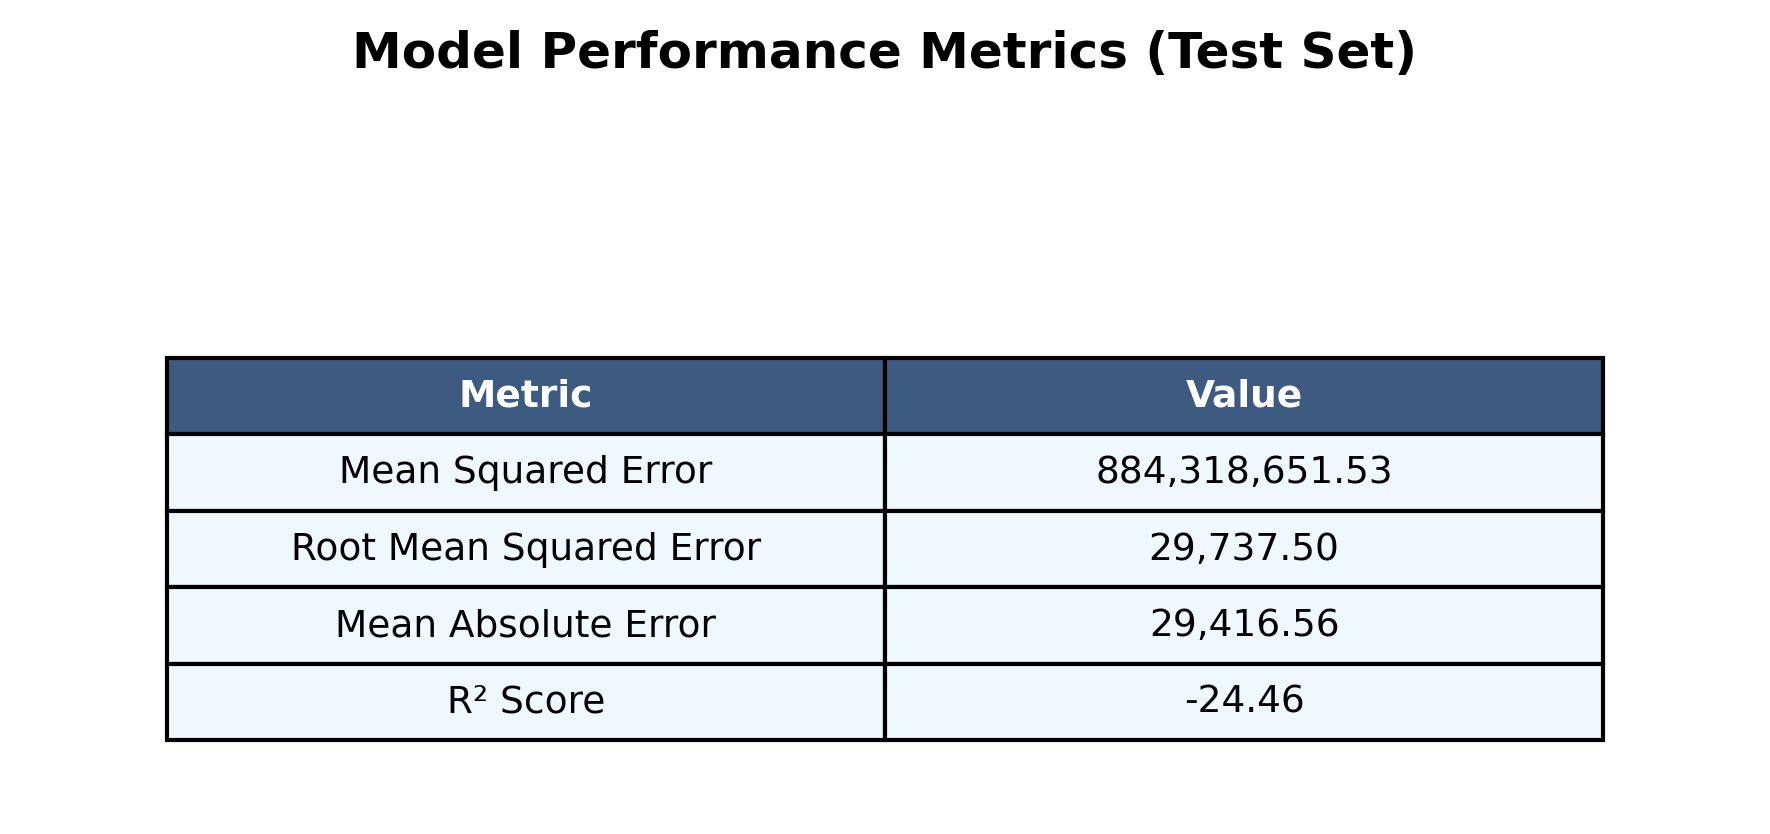 Model Performance Metrics (Test Set)
Metric Value
Mean Squared Error 884,318,651.53
Root Mean Squared Error 29,737.50
Mean Absolute Error 29,416.56
R² Score -24.46